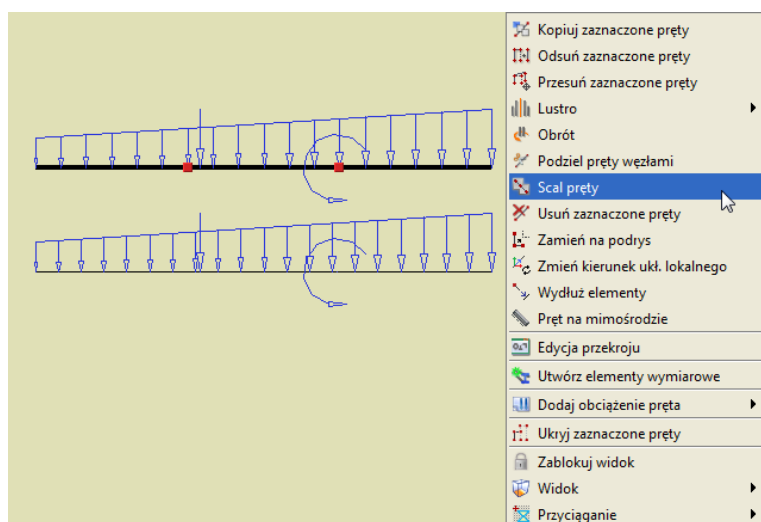 Kopiuj zaznaczone pręty
Odsuń zaznaczone pręty
Przesuń zaznaczone pręty
Lustro
Obrót
Podziel pręty węzłami
Scal pręty
Usuń zaznaczone pręty
Zamień na podrys
Zmień kierunek ukł. lokalnego
Wydłuż elementy
Pręt na mimośrodzie
Edycja przekroju
Utwórz elementy wymiarowe
Dodaj obciążenie pręta
Ukryj zaznaczone pręty
Zablokuj widok
Widok
Przyciąganie